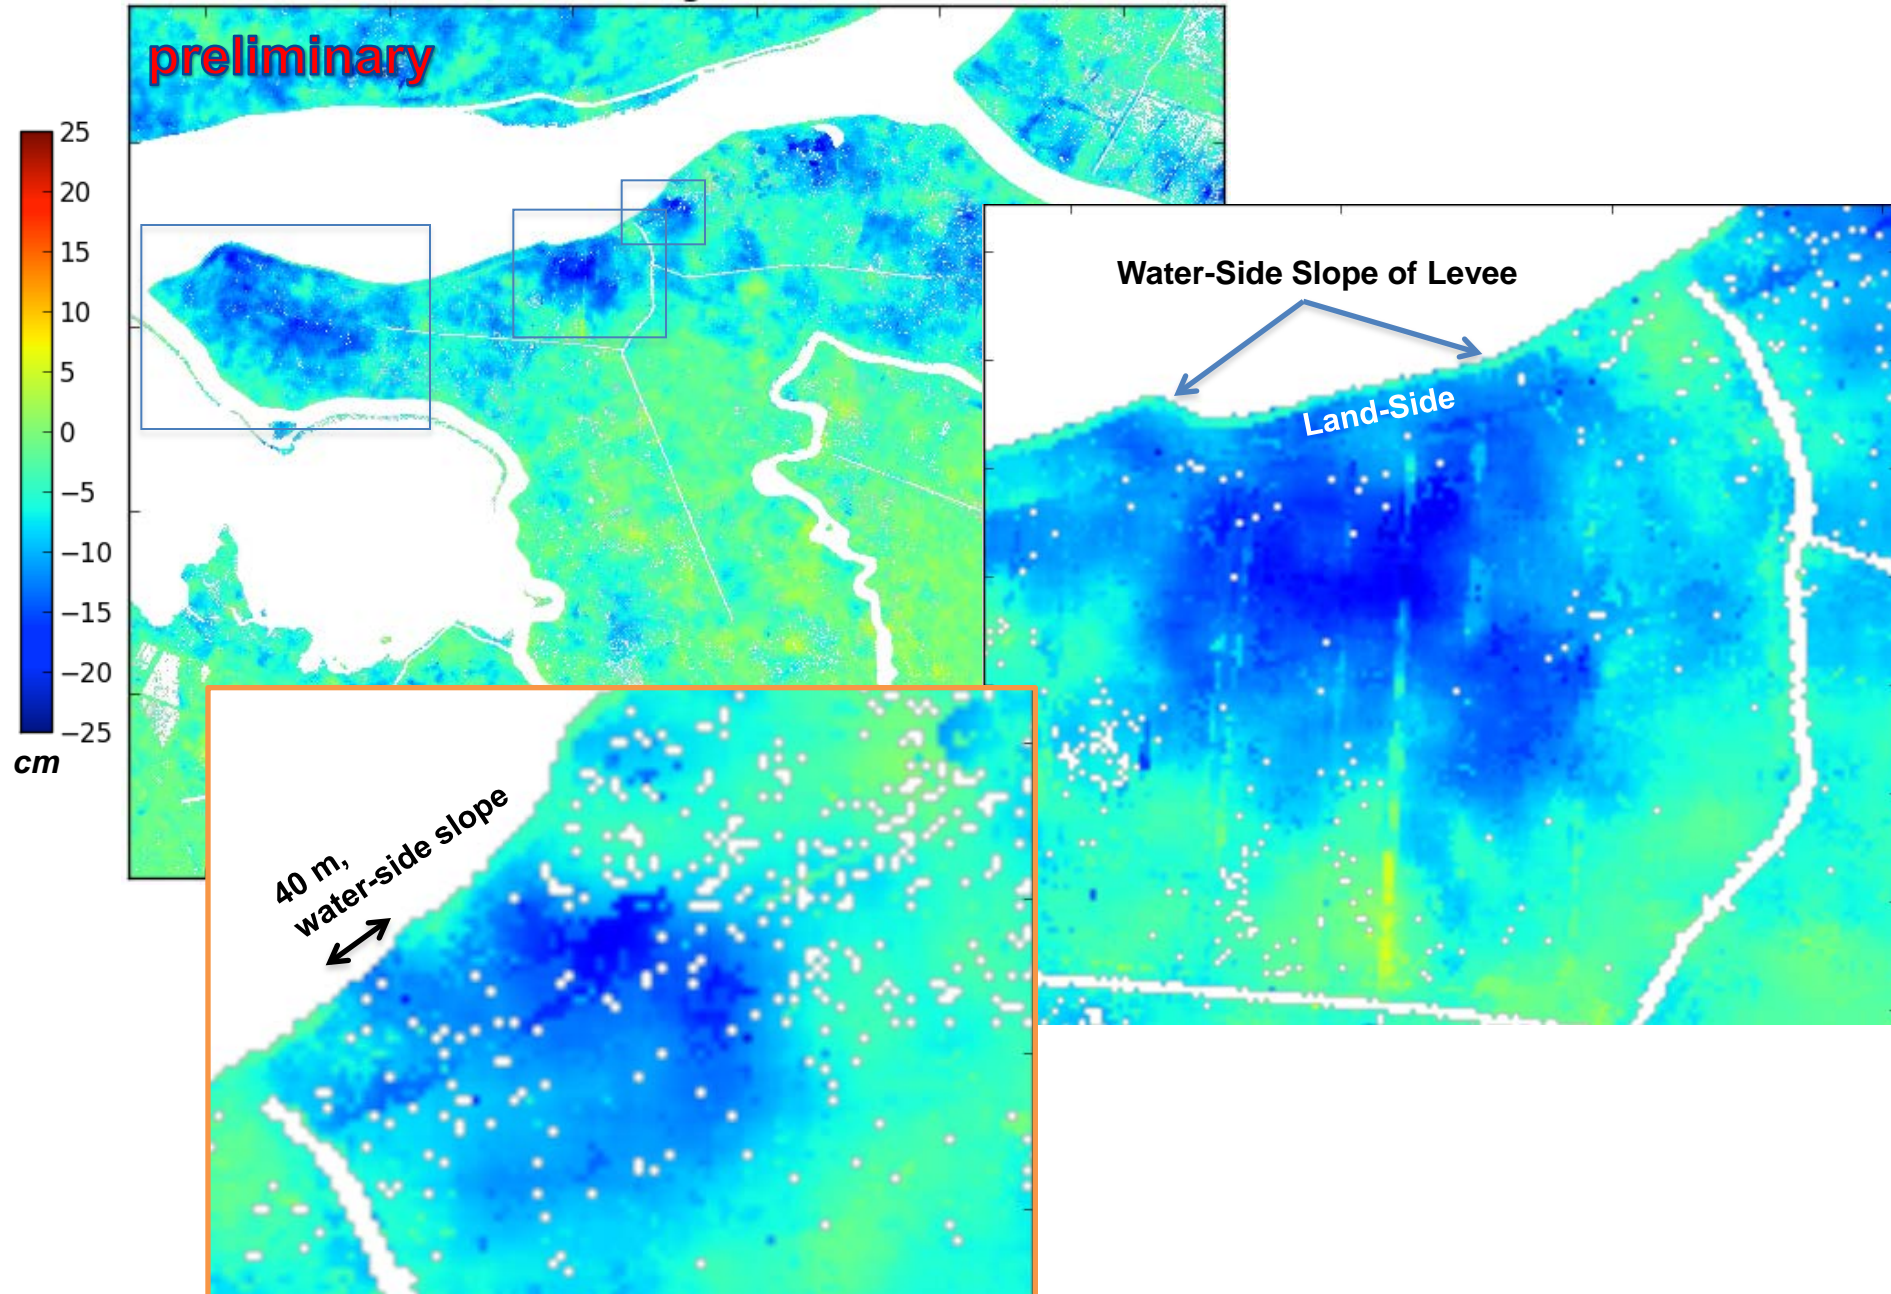 preliminary
25
20
15
10
5
0
−5
−10
−15
−20
−25
cm
Water-Side Slope of Levee
Land-Side
40 m,
water-side slope